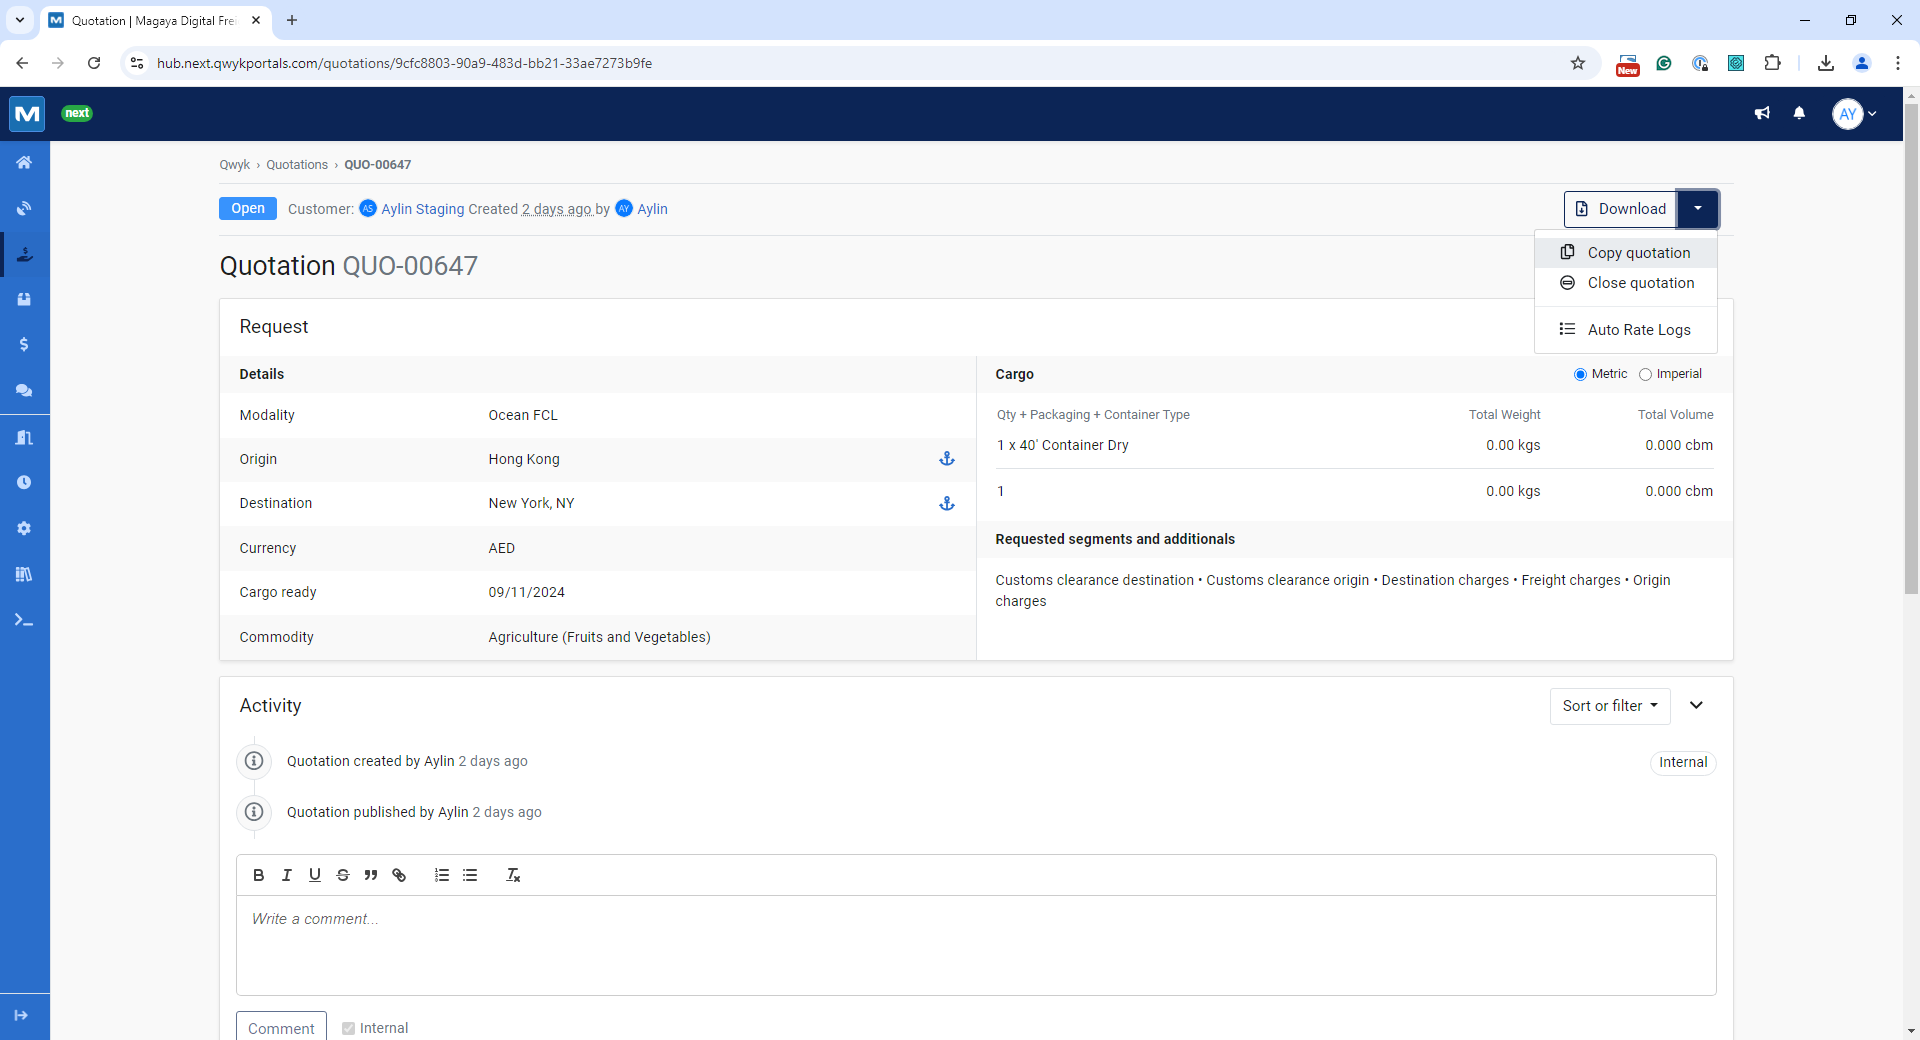 Quotation | Magaya Digital Frei
hub.next.qwykportals.com/quotations/9cfc8803-90a9-483d-bb21-33ae7273b9fe
New
M next
AY
Qwyk › Quotations › QUO-00647
Open Customer: AS Aylin Staging Created 2 days ago by AY Aylin
Download
Copy quotation
Close quotation
Auto Rate Logs
Quotation QUO-00647
Request
Details
Modality Ocean FCL
Origin Hong Kong
Destination New York, NY
Currency AED
Cargo ready 09/11/2024
Commodity Agriculture (Fruits and Vegetables)
Cargo Metric Imperial
Qty + Packaging + Container Type Total Weight Total Volume
1 x 40' Container Dry 0.00 kgs 0.000 cbm
1 0.00 kgs 0.000 cbm
Requested segments and additionals
Customs clearance destination • Customs clearance origin • Destination charges • Freight charges • Origin
charges
Activity
Sort or filter
Quotation created by Aylin 2 days ago
Internal
Quotation published by Aylin 2 days ago
B I U S
Write a comment...
Comment Internal